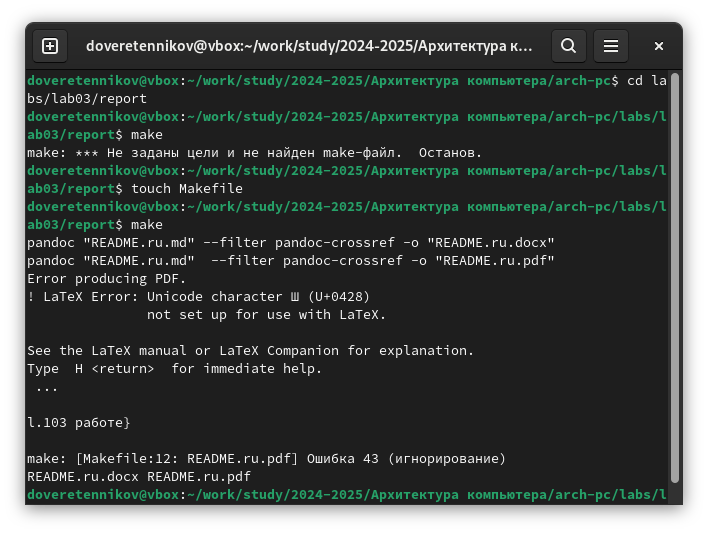 doveretennikov@vbox:~/work/study/2024-2025/Архитектура к...
doveretennikov@vbox:~/work/study/2024-2025/Архитектура компьютера/arch-pc$ cd la
bs/lab03/report
doveretennikov@vbox:~/work/study/2024-2025/Архитектура компьютера/arch-pc/labs/l
ab03/report$ make
make: *** Не заданы цели и не найден make-файл.  Останов.
doveretennikov@vbox:~/work/study/2024-2025/Архитектура компьютера/arch-pc/labs/l
ab03/report$ touch Makefile
doveretennikov@vbox:~/work/study/2024-2025/Архитектура компьютера/arch-pc/labs/l
ab03/report$ make
pandoc "README.ru.md" --filter pandoc-crossref -o "README.ru.docx"
pandoc "README.ru.md"  --filter pandoc-crossref -o "README.ru.pdf"
Error producing PDF.
! LaTeX Error: Unicode character Ш (U+0428)
               not set up for use with LaTeX.
See the LaTeX manual or LaTeX Companion for explanation.
Type  H <return>  for immediate help.
 ...
l.103 работе}
make: [Makefile:12: README.ru.pdf] Ошибка 43 (игнорирование)
README.ru.docx README.ru.pdf
doveretennikov@vbox:~/work/study/2024-2025/Архитектура компьютера/arch-pc/labs/l